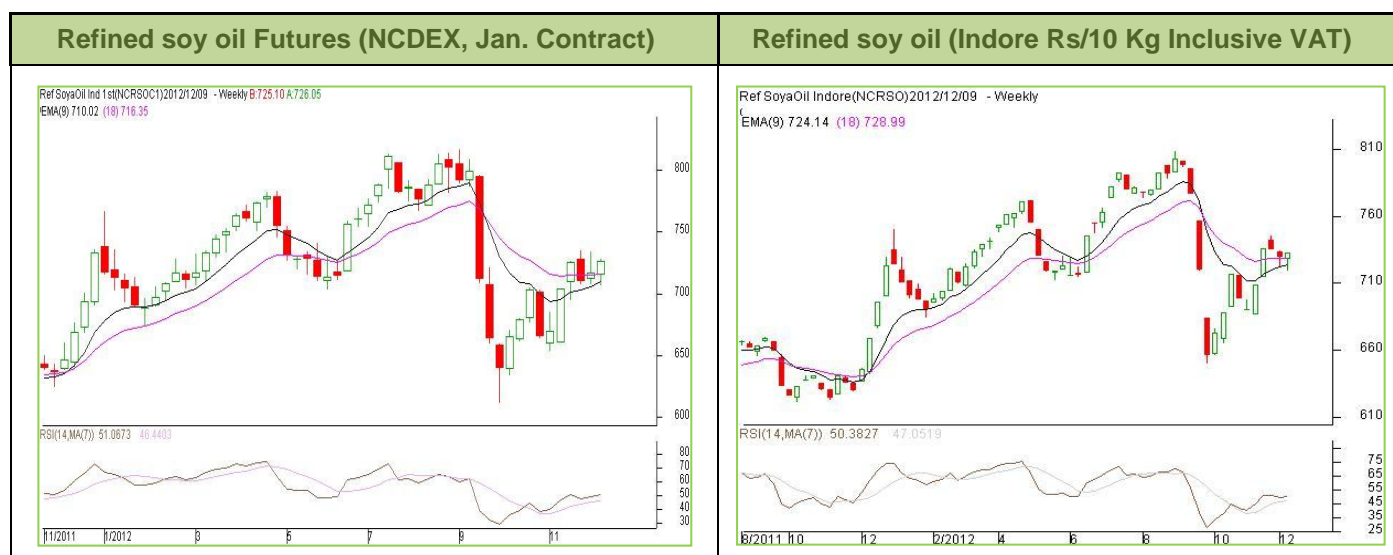 Refined soy oil Futures (NCDEX, Jan. Contract)
Refined soy oil (Indore Rs/10 Kg Inclusive VAT)
Ref SoyaOil Ind 1st(NCRSOC1)2012/12/09 - Weekly B:725.10 A:726.05
EMA(9) 710.02 (18) 716.35
800
750
700
650
600
RSI(14,MA(7)) 51.0673 46.4403
80
70
60
50
40
30
11/2011 1/2012 3 5 7 9 11
Ref SoyaOil Indore(NCRSO)2012/12/09 - Weekly
EMA(9) 724.14 (18) 728.99
810
760
710
660
610
RSI(14,MA(7)) 50.3827 47.0519
75
65
55
45
35
25
8/2011 10 12 2/2012 4 6 8 10 12